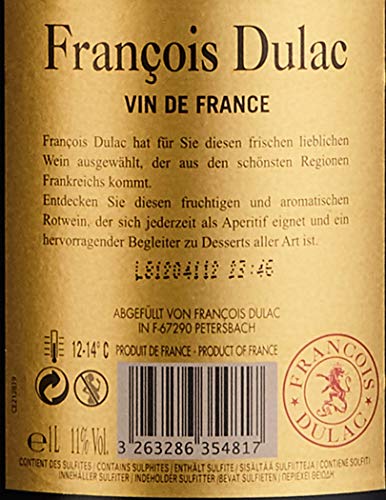 François Dulac
VIN DE FRANCE
François Dulac hat für Sie diesen frischen lieblichen
Wein ausgewählt, der aus den schönsten Regionen
Frankreichs kommt.
Entdecken Sie diesen fruchtigen und aromatischen
Rotwein, der sich jederzeit als Aperitif eignet und ein
hervorragender Begleiter zu Desserts aller Art ist.
L81204112 23:46
ABGEFÜLLT VON FRANÇOIS DULAC
IN F-67290 PETERSBACH
12-14° C
PRODUIT DE FRANCE - PRODUCT OF FRANCE
FRANÇOIS DULAC
e1L 11% Vol.
3 263286 354817
CONTIENT DES SULFITES / CONTAINS SULPHITES / ENTHÄLT SULFITE / SISÄLTÄÄ SULFIITTEJA / CONTIENE SULFITI
INNEHÅLLER SULFITER / INDEHOLDER SULFITTER / BEVAT SULFIETEN / ΠΕΡΙΕΧΕΙ ΘΕΙΩΔΗ